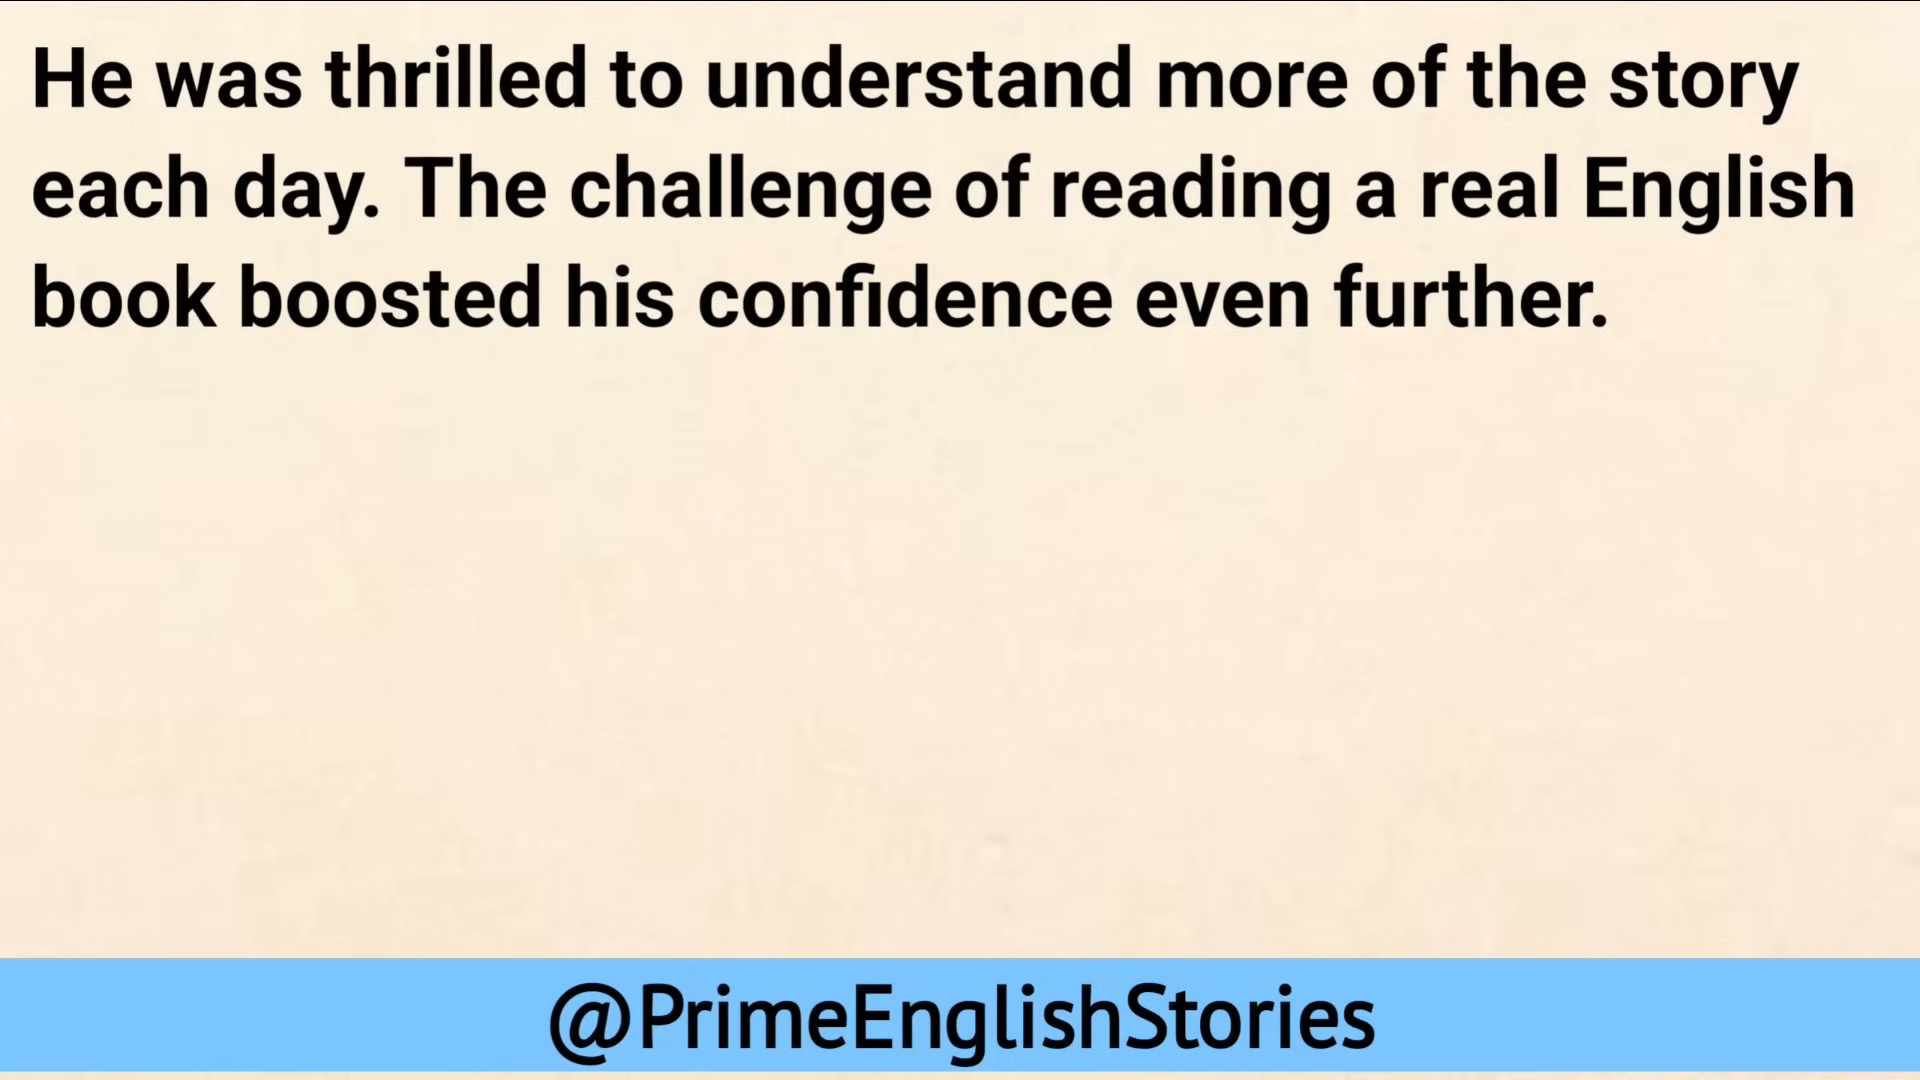 He was thrilled to understand more of the story
each day. The challenge of reading a real English
book boosted his confidence even further.
@PrimeEnglishStories